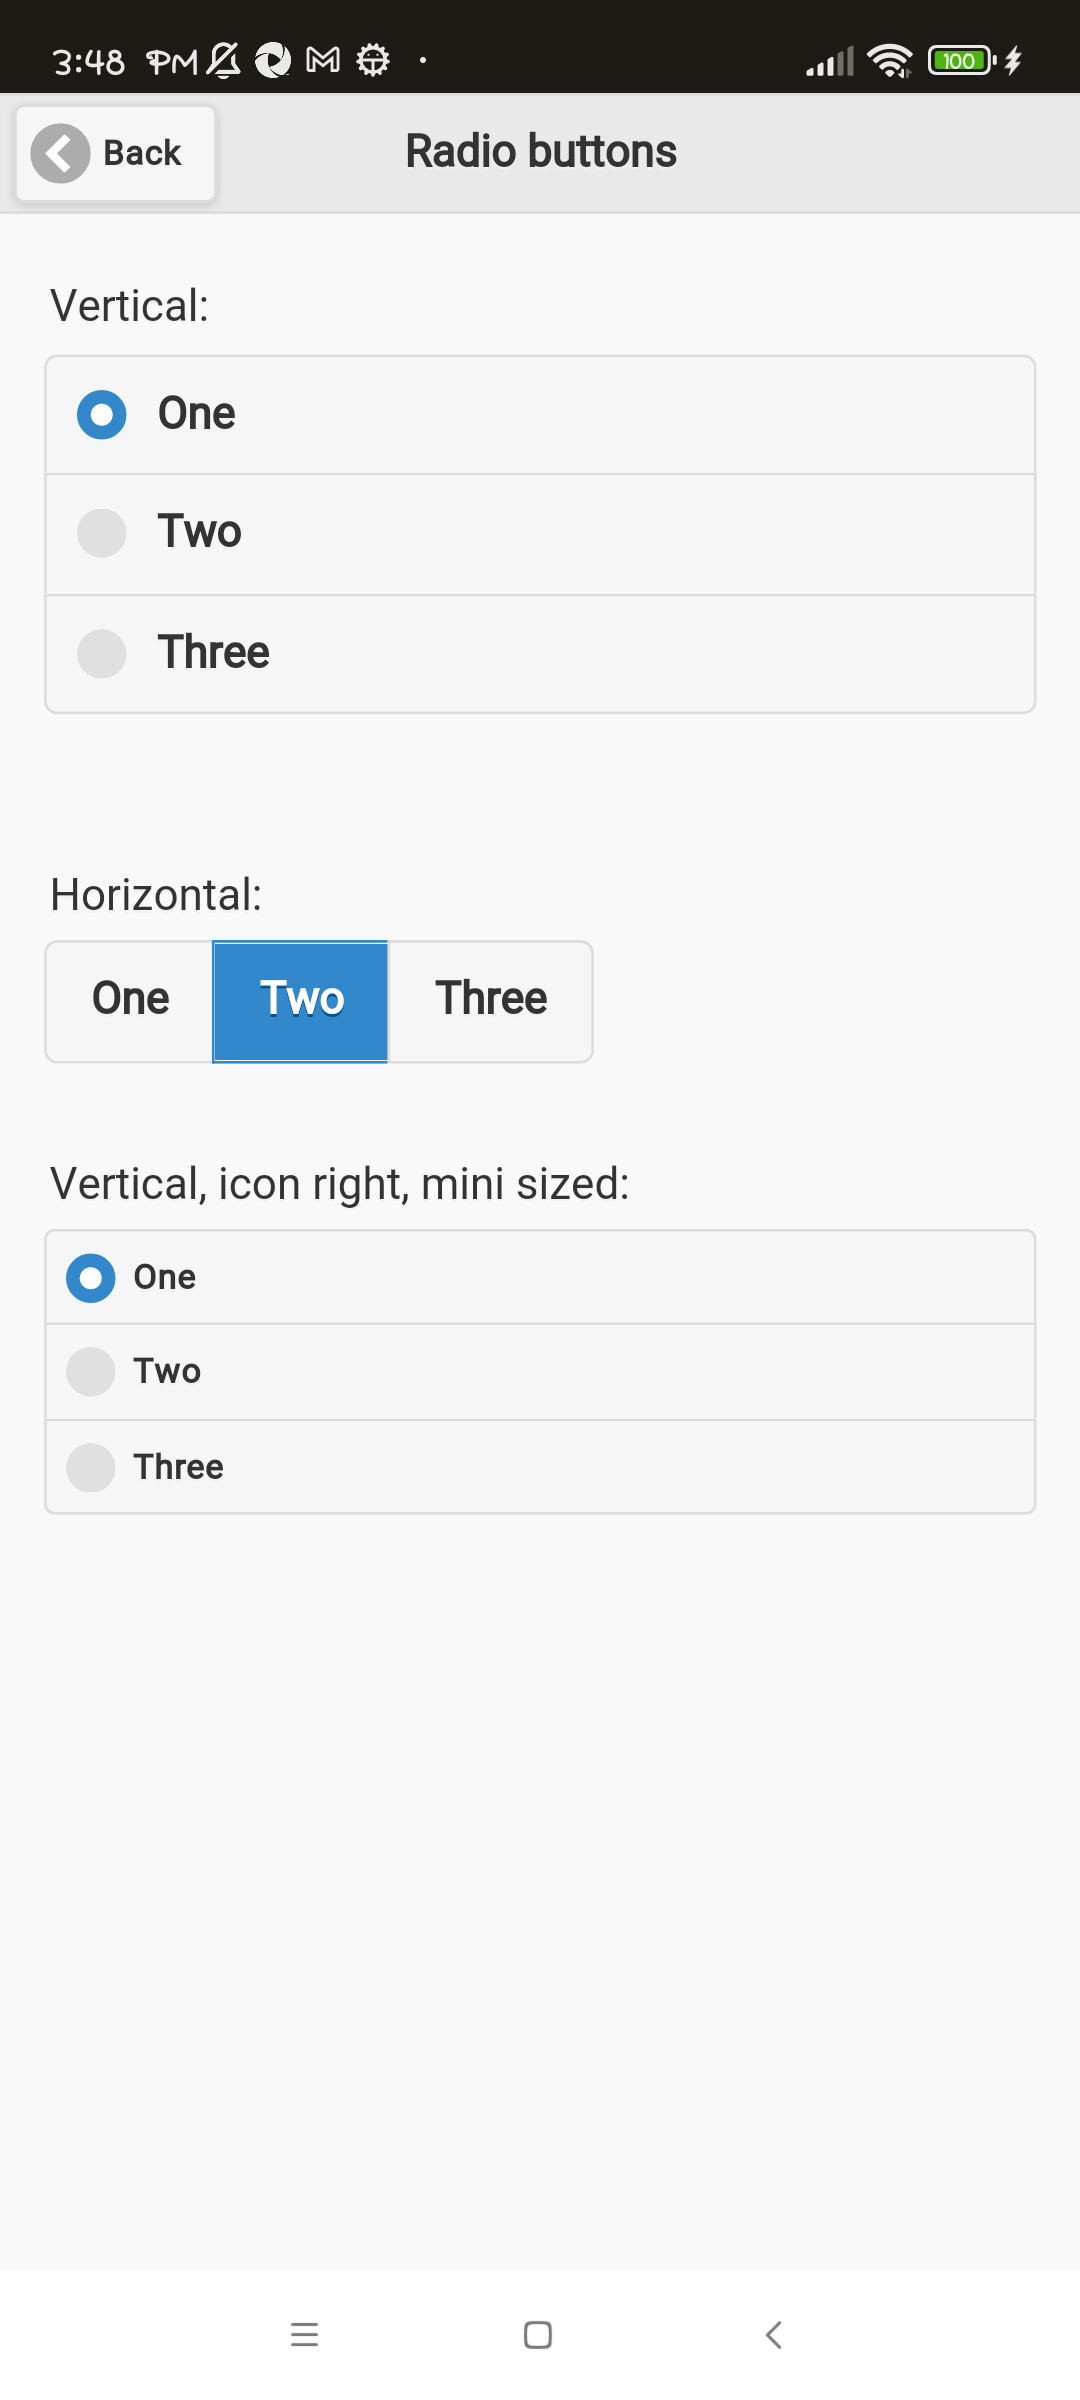 3:48 PM
100
Back
Radio buttons
Vertical:
One
Two
Three
Horizontal:
One Two Three
Vertical, icon right, mini sized:
One
Two
Three